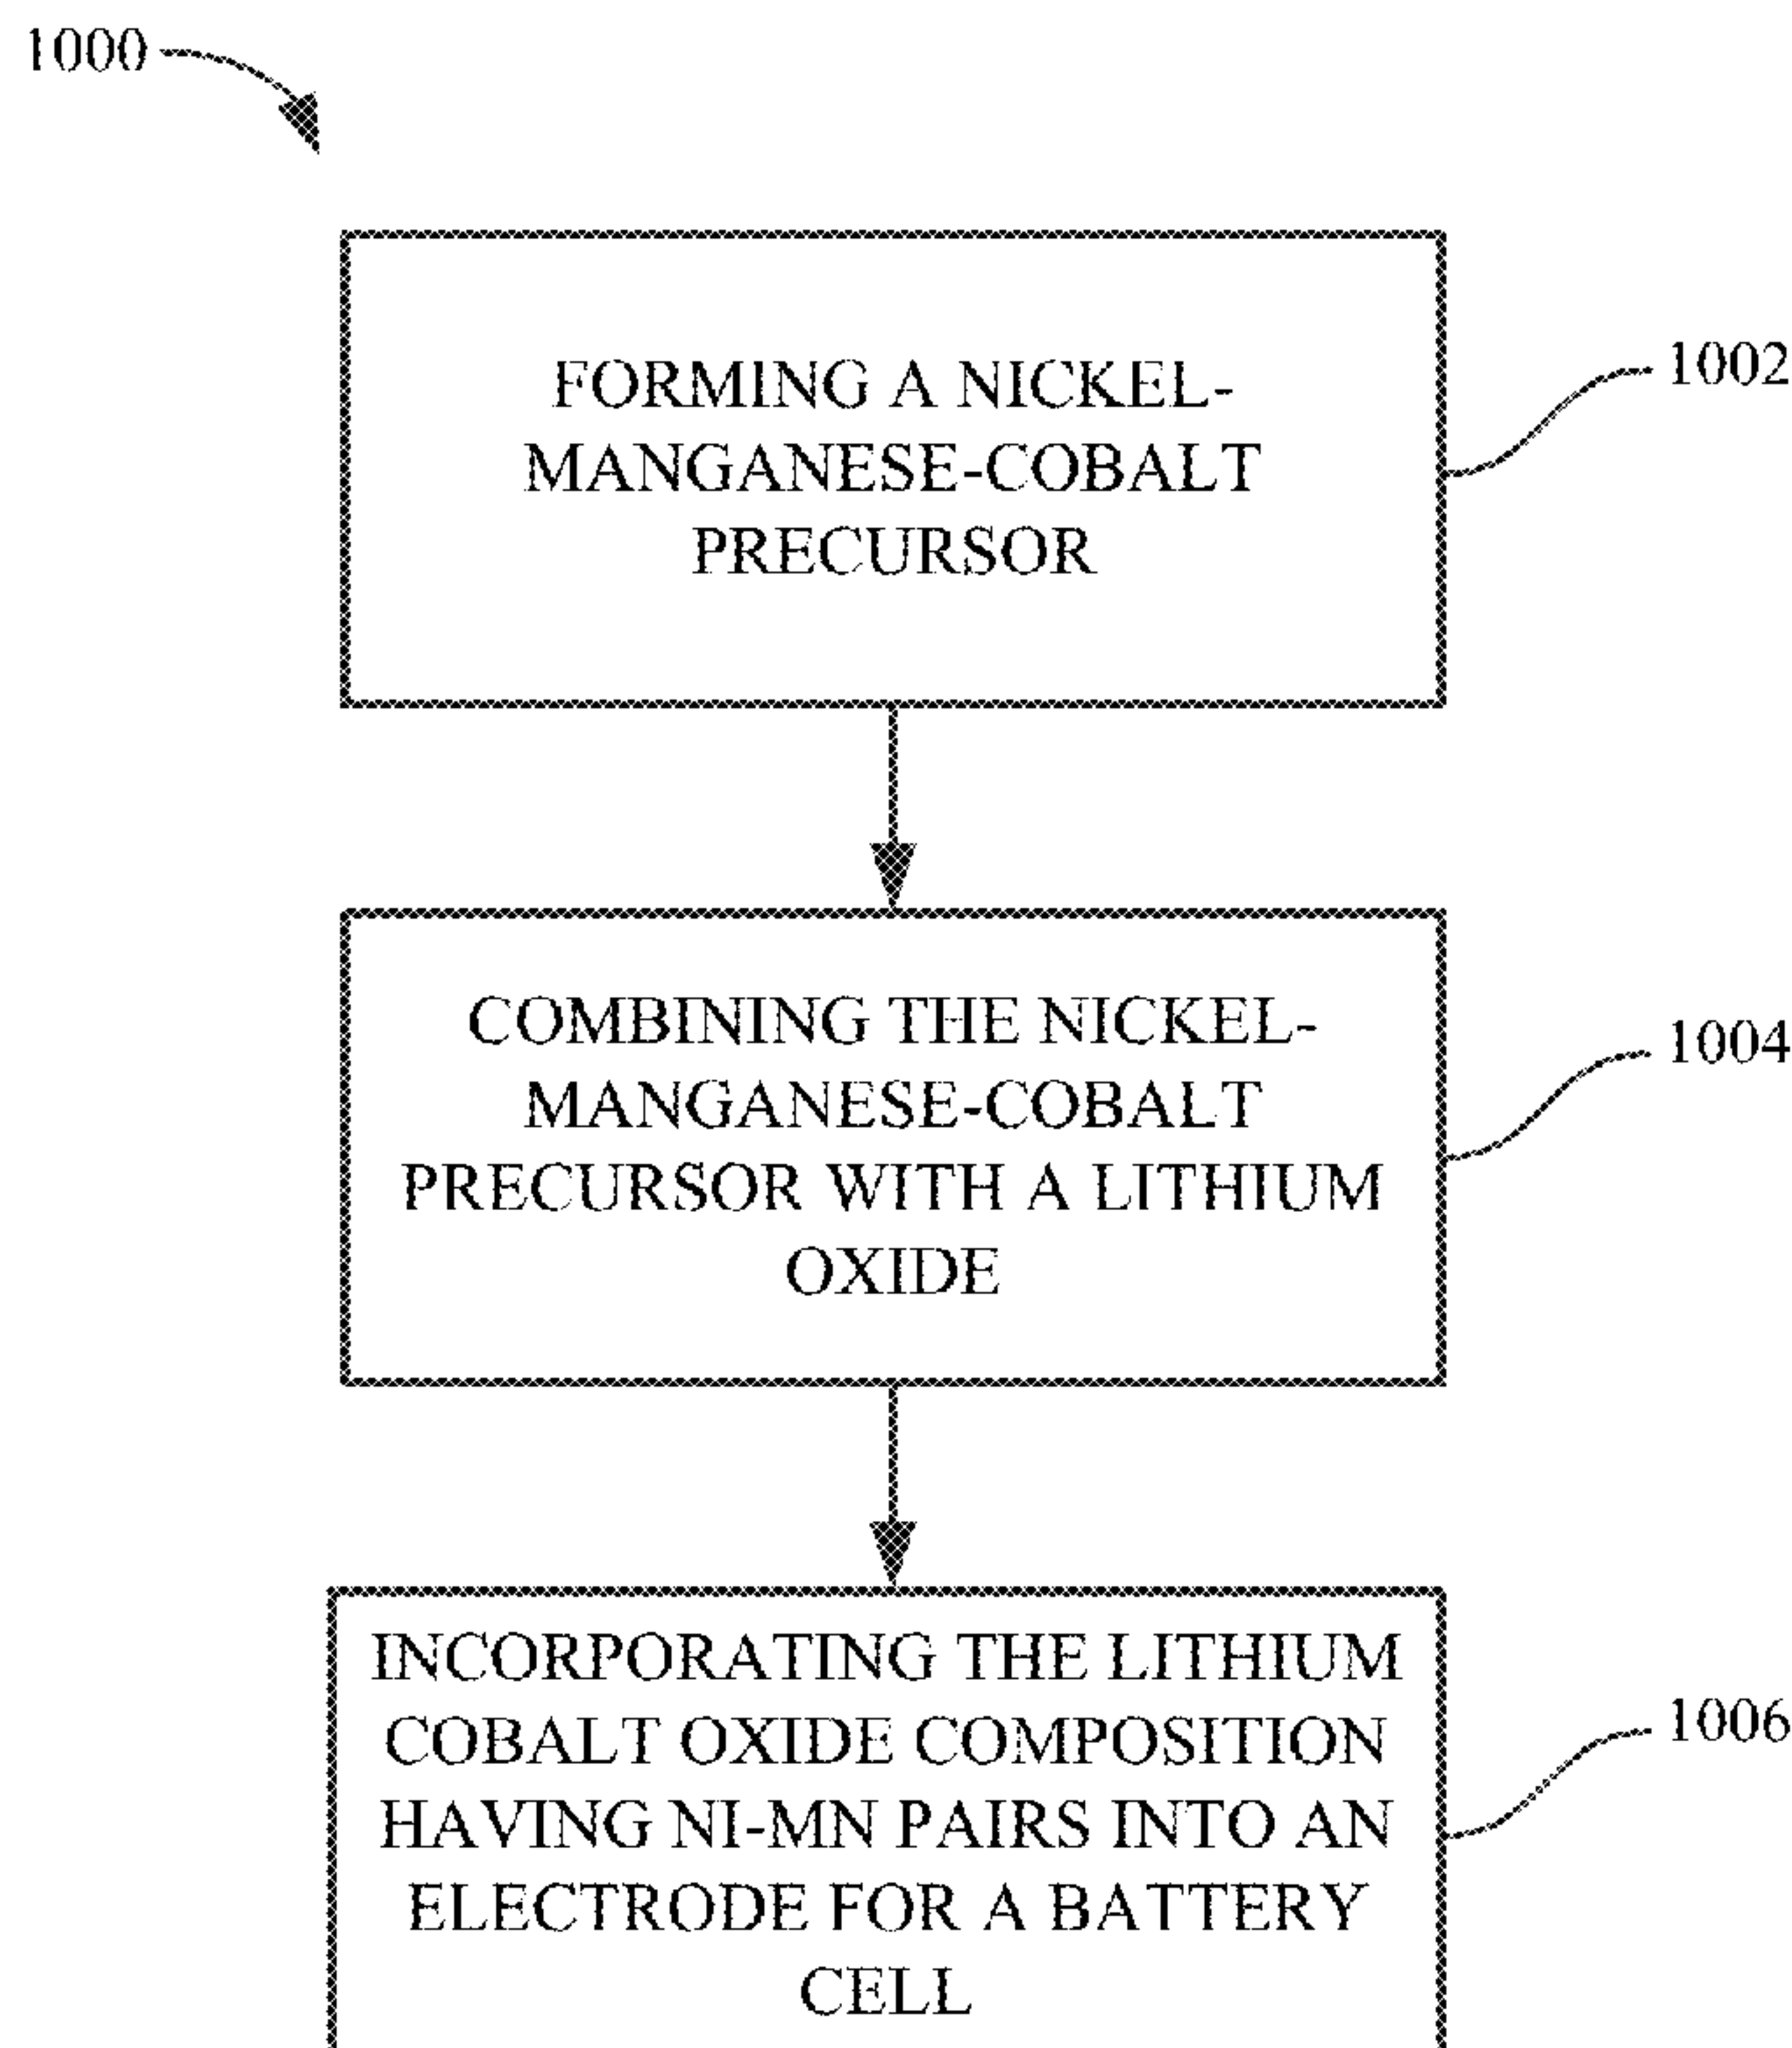 1000
FORMING A NICKEL-
MANGANESE-COBALT
PRECURSOR
1002
COMBINING THE NICKEL-
MANGANESE-COBALT
PRECURSOR WITH A LITHIUM
OXIDE
1004
INCORPORATING THE LITHIUM
COBALT OXIDE COMPOSITION
HAVING NI-MN PAIRS INTO AN
ELECTRODE FOR A BATTERY
CELL
1006